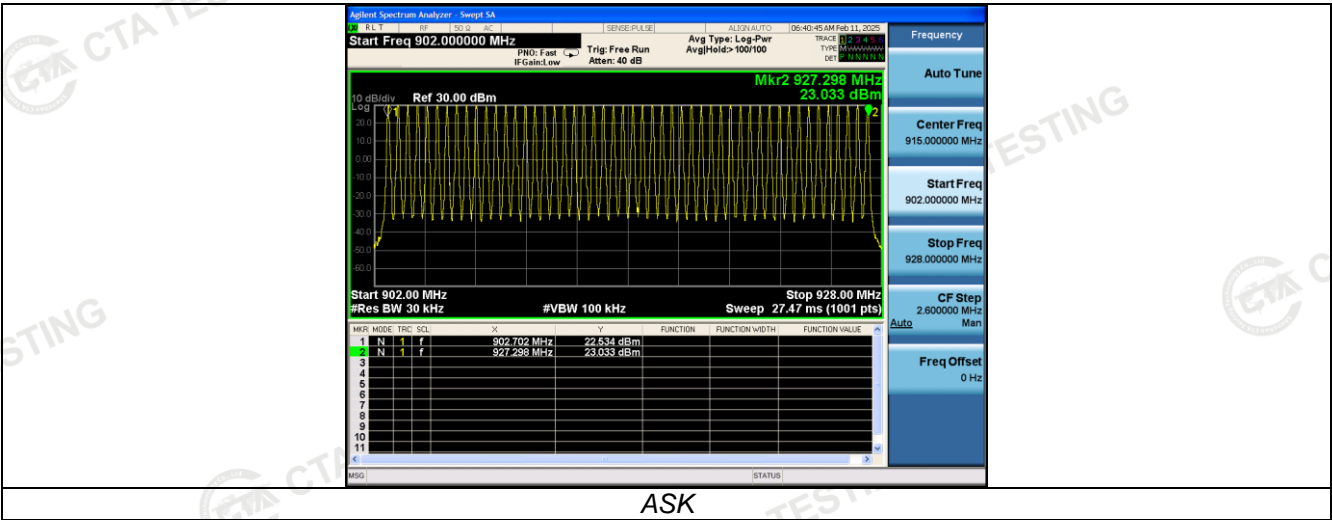 CTA TE
Agilent Spectrum Analyzer - Swept SA
RLT RF 50 Ω AC SENSE:PULSE ALIGN AUTO 06:40:45 AM Feb 11, 2025
Start Freq 902.000000 MHz
PNO: Fast
IFGain:Low
Trig: Free Run
Atten: 40 dB
Avg Type: Log-Pwr
Avg|Hold:>100/100
TRACE 1 2 3 4 5 6
TYPE M
DET P N N N N N
Frequency
Auto Tune
Center Freq
915.000000 MHz
Start Freq
902.000000 MHz
Stop Freq
928.000000 MHz
CF Step
2.600000 MHz
Auto Man
Freq Offset
0 Hz
Mkr2 927.298 MHz
23.033 dBm
10 dB/div Ref 30.00 dBm
Log
1
2
20.0
10.0
0.00
-10.0
-20.0
-30.0
-40.0
-50.0
-60.0
Start 902.00 MHz Stop 928.00 MHz
#Res BW 30 kHz #VBW 100 kHz Sweep 27.47 ms (1001 pts)
MKR MODE TRC SCL X Y FUNCTION FUNCTION WIDTH FUNCTION VALUE
1 N 1 f 902.702 MHz 22.534 dBm
2 N 1 f 927.298 MHz 23.033 dBm
3
4
5
6
7
8
9
10
11
MSG STATUS
TESTING
STING
CTA
C
CTA
TEST
ASK